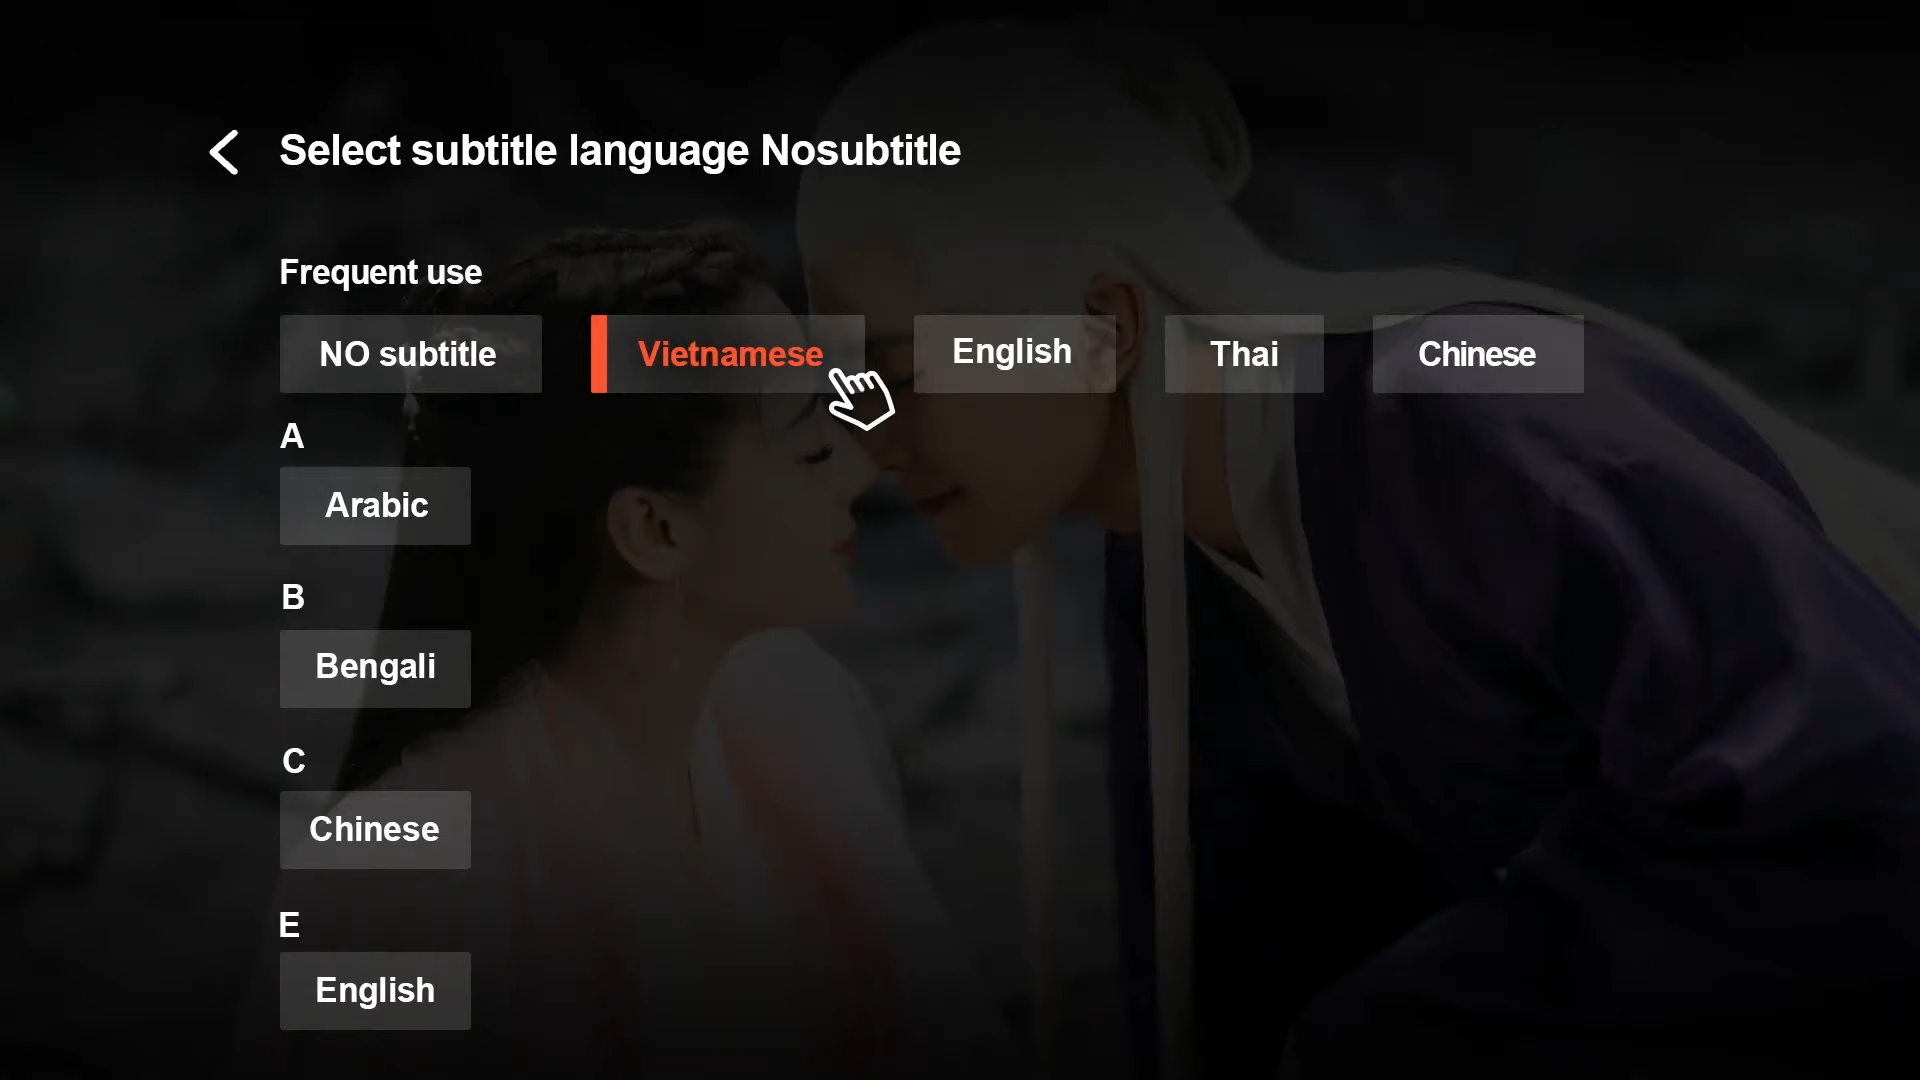 Select subtitle language Nosubtitle
Frequent use
NO subtitle Vietnamese English Thai Chinese
A
Arabic
B
Bengali
C
Chinese
E
English